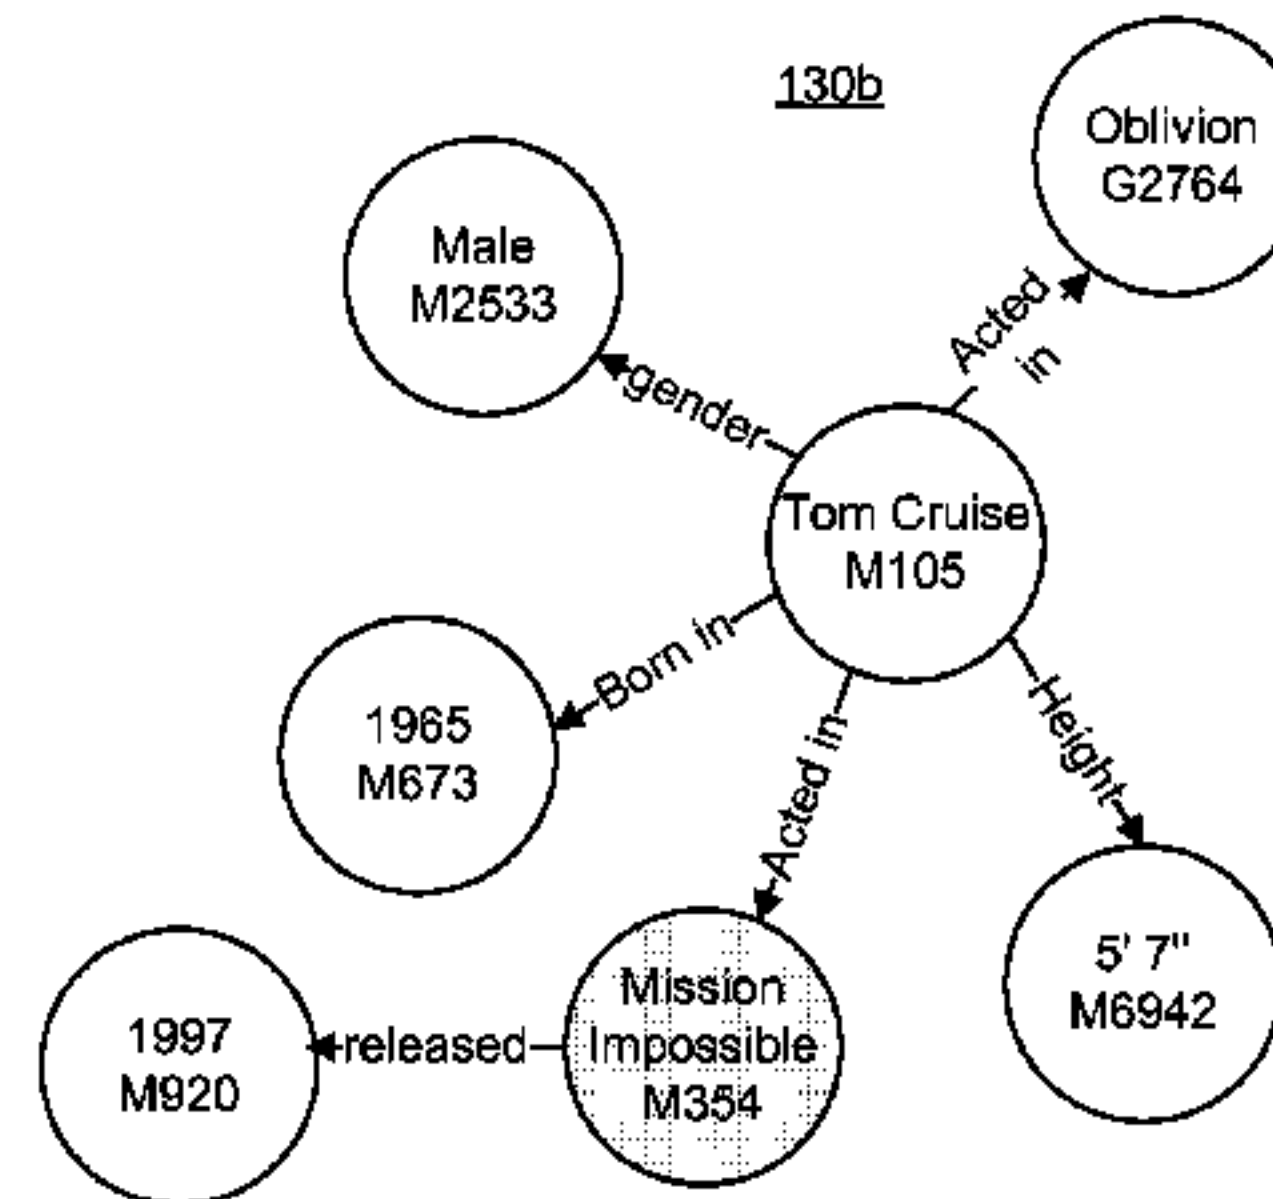 130b
Oblivion
G2764
Male
M2533
Acted
in
gender
Tom Cruise
M105
Born in
1965
M673
Acted in
Height
5' 7"
M6942
Mission
Impossible
M354
released
1997
M920